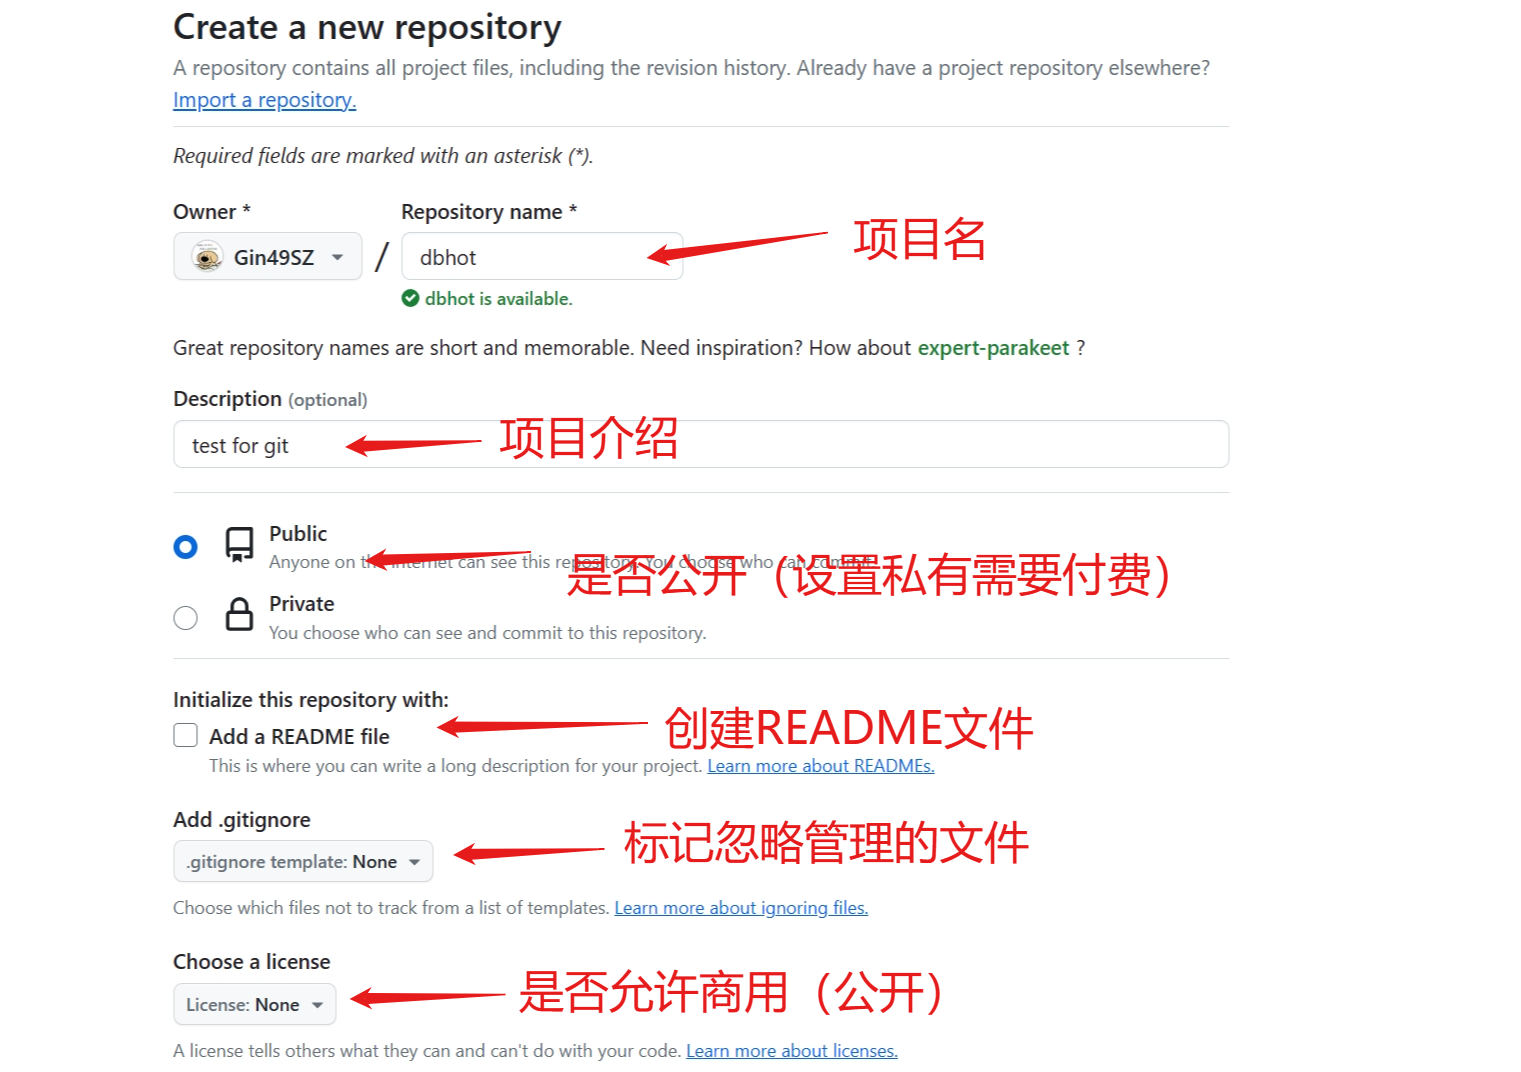 Create a new repository
A repository contains all project files, including the revision history. Already have a project repository elsewhere?
Import a repository.
Required fields are marked with an asterisk (*).
Owner *
Repository name *
Gin49SZ
/
dbhot
项目名
dbhot is available.
Great repository names are short and memorable. Need inspiration? How about expert-parakeet ?
Description (optional)
test for git
项目介绍
Public
Anyone on the internet can see this repository. You choose who can commit.
是否公开（设置私有需要付费）
Private
You choose who can see and commit to this repository.
Initialize this repository with:
创建README文件
Add a README file
This is where you can write a long description for your project. Learn more about READMEs.
Add .gitignore
.gitignore template: None
标记忽略管理的文件
Choose which files not to track from a list of templates. Learn more about ignoring files.
Choose a license
License: None
是否允许商用（公开）
A license tells others what they can and can't do with your code. Learn more about licenses.